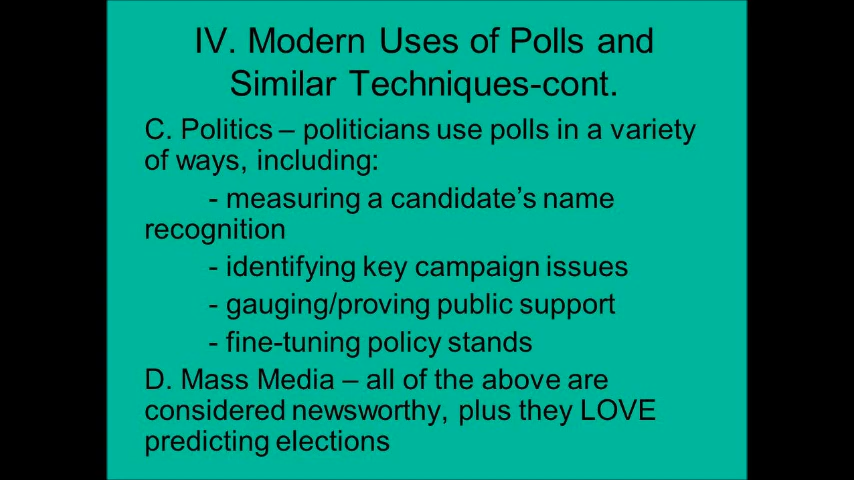 IV. Modern Uses of Polls and
Similar Techniques-cont.
C. Politics – politicians use polls in a variety
of ways, including:
- measuring a candidate’s name
recognition
- identifying key campaign issues
- gauging/proving public support
- fine-tuning policy stands
D. Mass Media – all of the above are
considered newsworthy, plus they LOVE
predicting elections